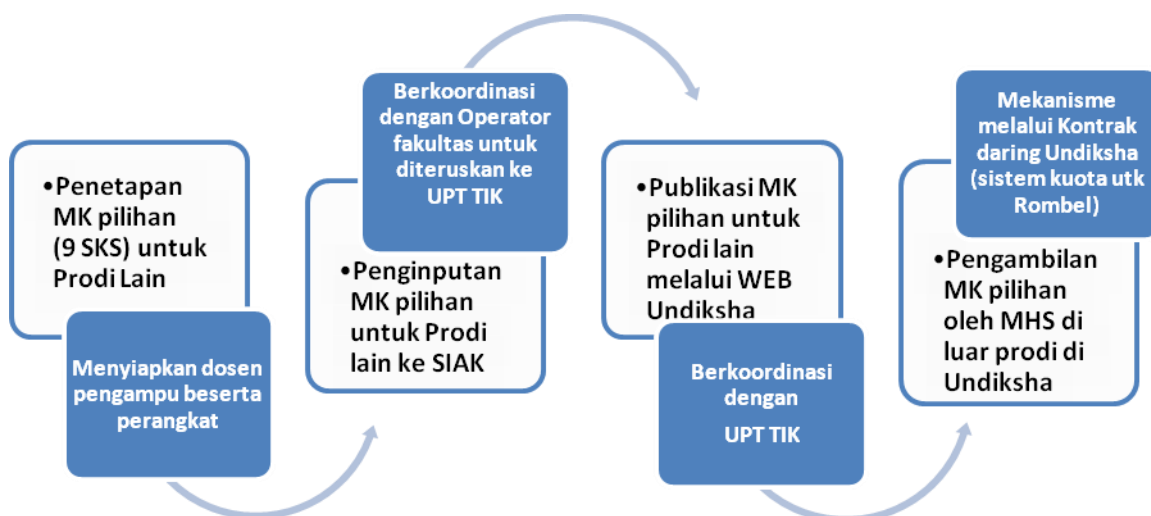 •Penetapan
MK pilihan
(9 SKS) untuk
Prodi Lain
Menyiapkan dosen
pengampu beserta
perangkat
Berkoordinasi
dengan Operator
fakultas untuk
diteruskan ke
UPT TIK
•Penginputan
MK pilihan
untuk Prodi
lain ke SIAK
•Publikasi MK
pilihan untuk
Prodi lain
melalui WEB
Undiksha
Berkoordinasi
dengan
UPT TIK
Mekanisme
melalui Kontrak
daring Undiksha
(sistem kuota utk
Rombel)
•Pengambilan
MK pilihan
oleh MHS di
luar prodi di
Undiksha